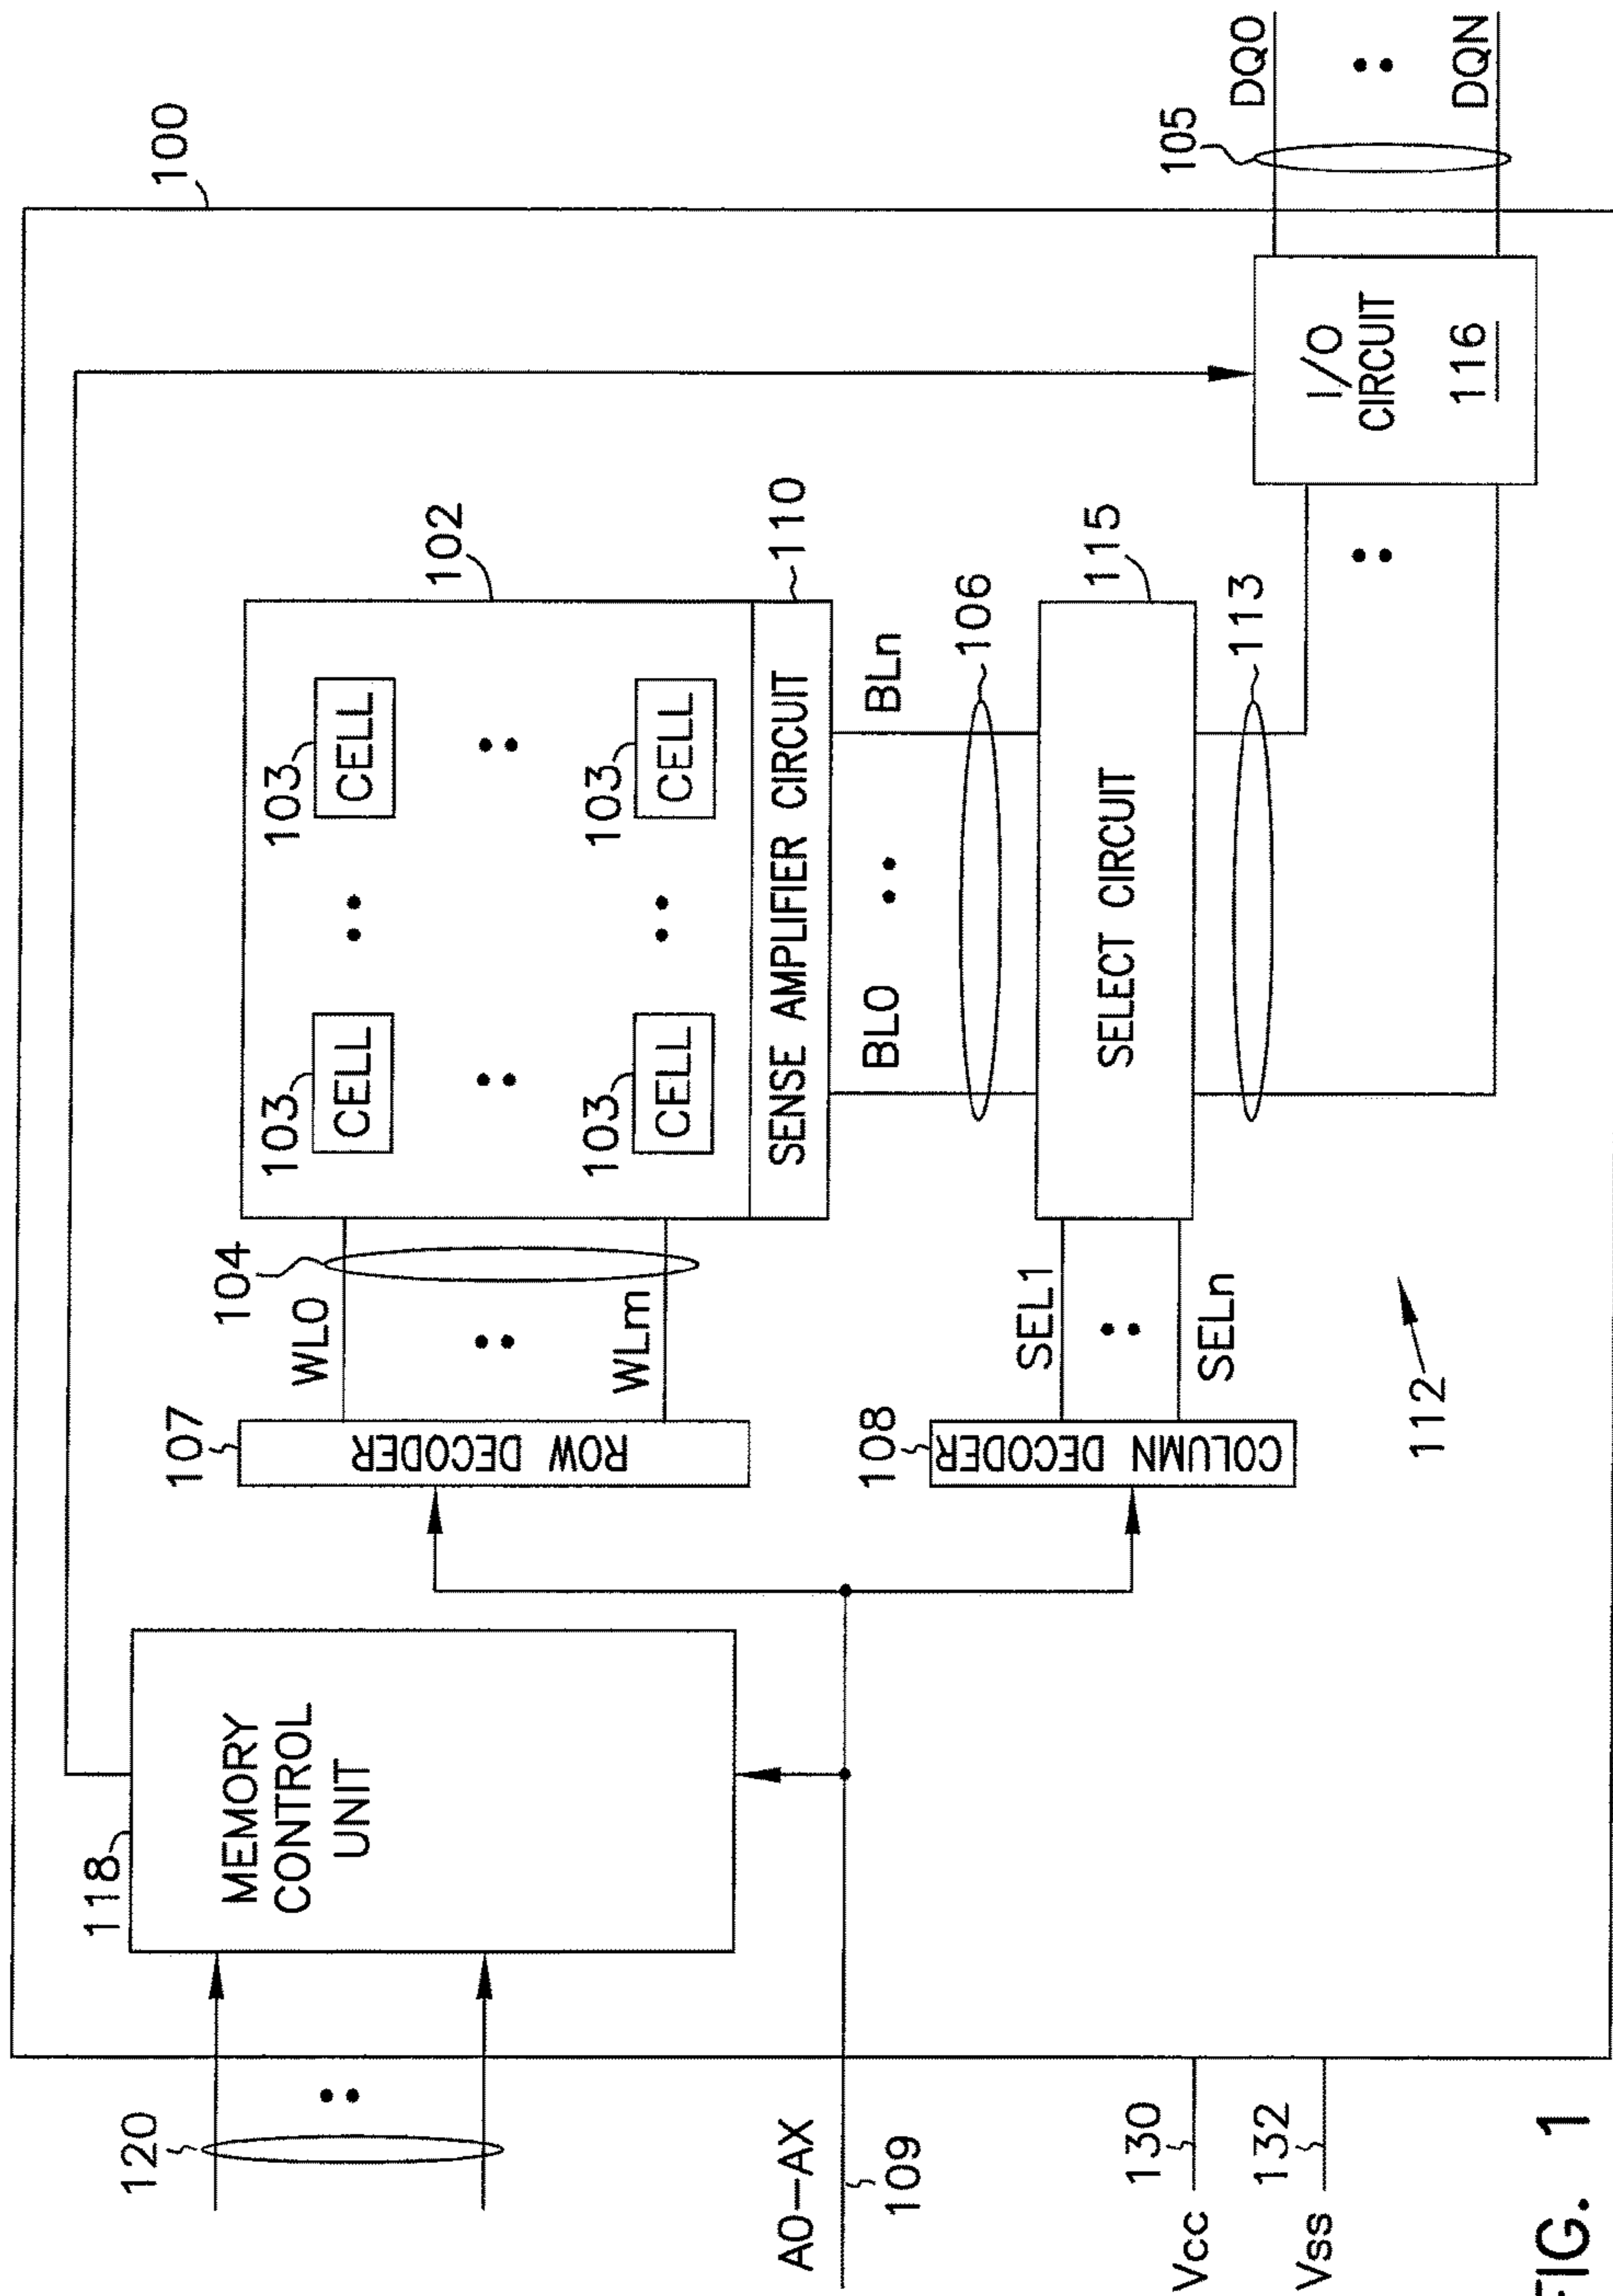 100
118
MEMORY
CONTROL
UNIT
120
A0–AX
109
Vcc
130
Vss
132
107
ROW DECODER
WL0
104
WLm
102
103
CELL
103
CELL
103
CELL
103
CELL
SENSE AMPLIFIER CIRCUIT
110
BL0
BLn
106
108
COLUMN DECODER
SEL1
SELn
SELECT CIRCUIT
115
113
112
I/O
CIRCUIT
116
105
DQ0
DQN
FIG. 1